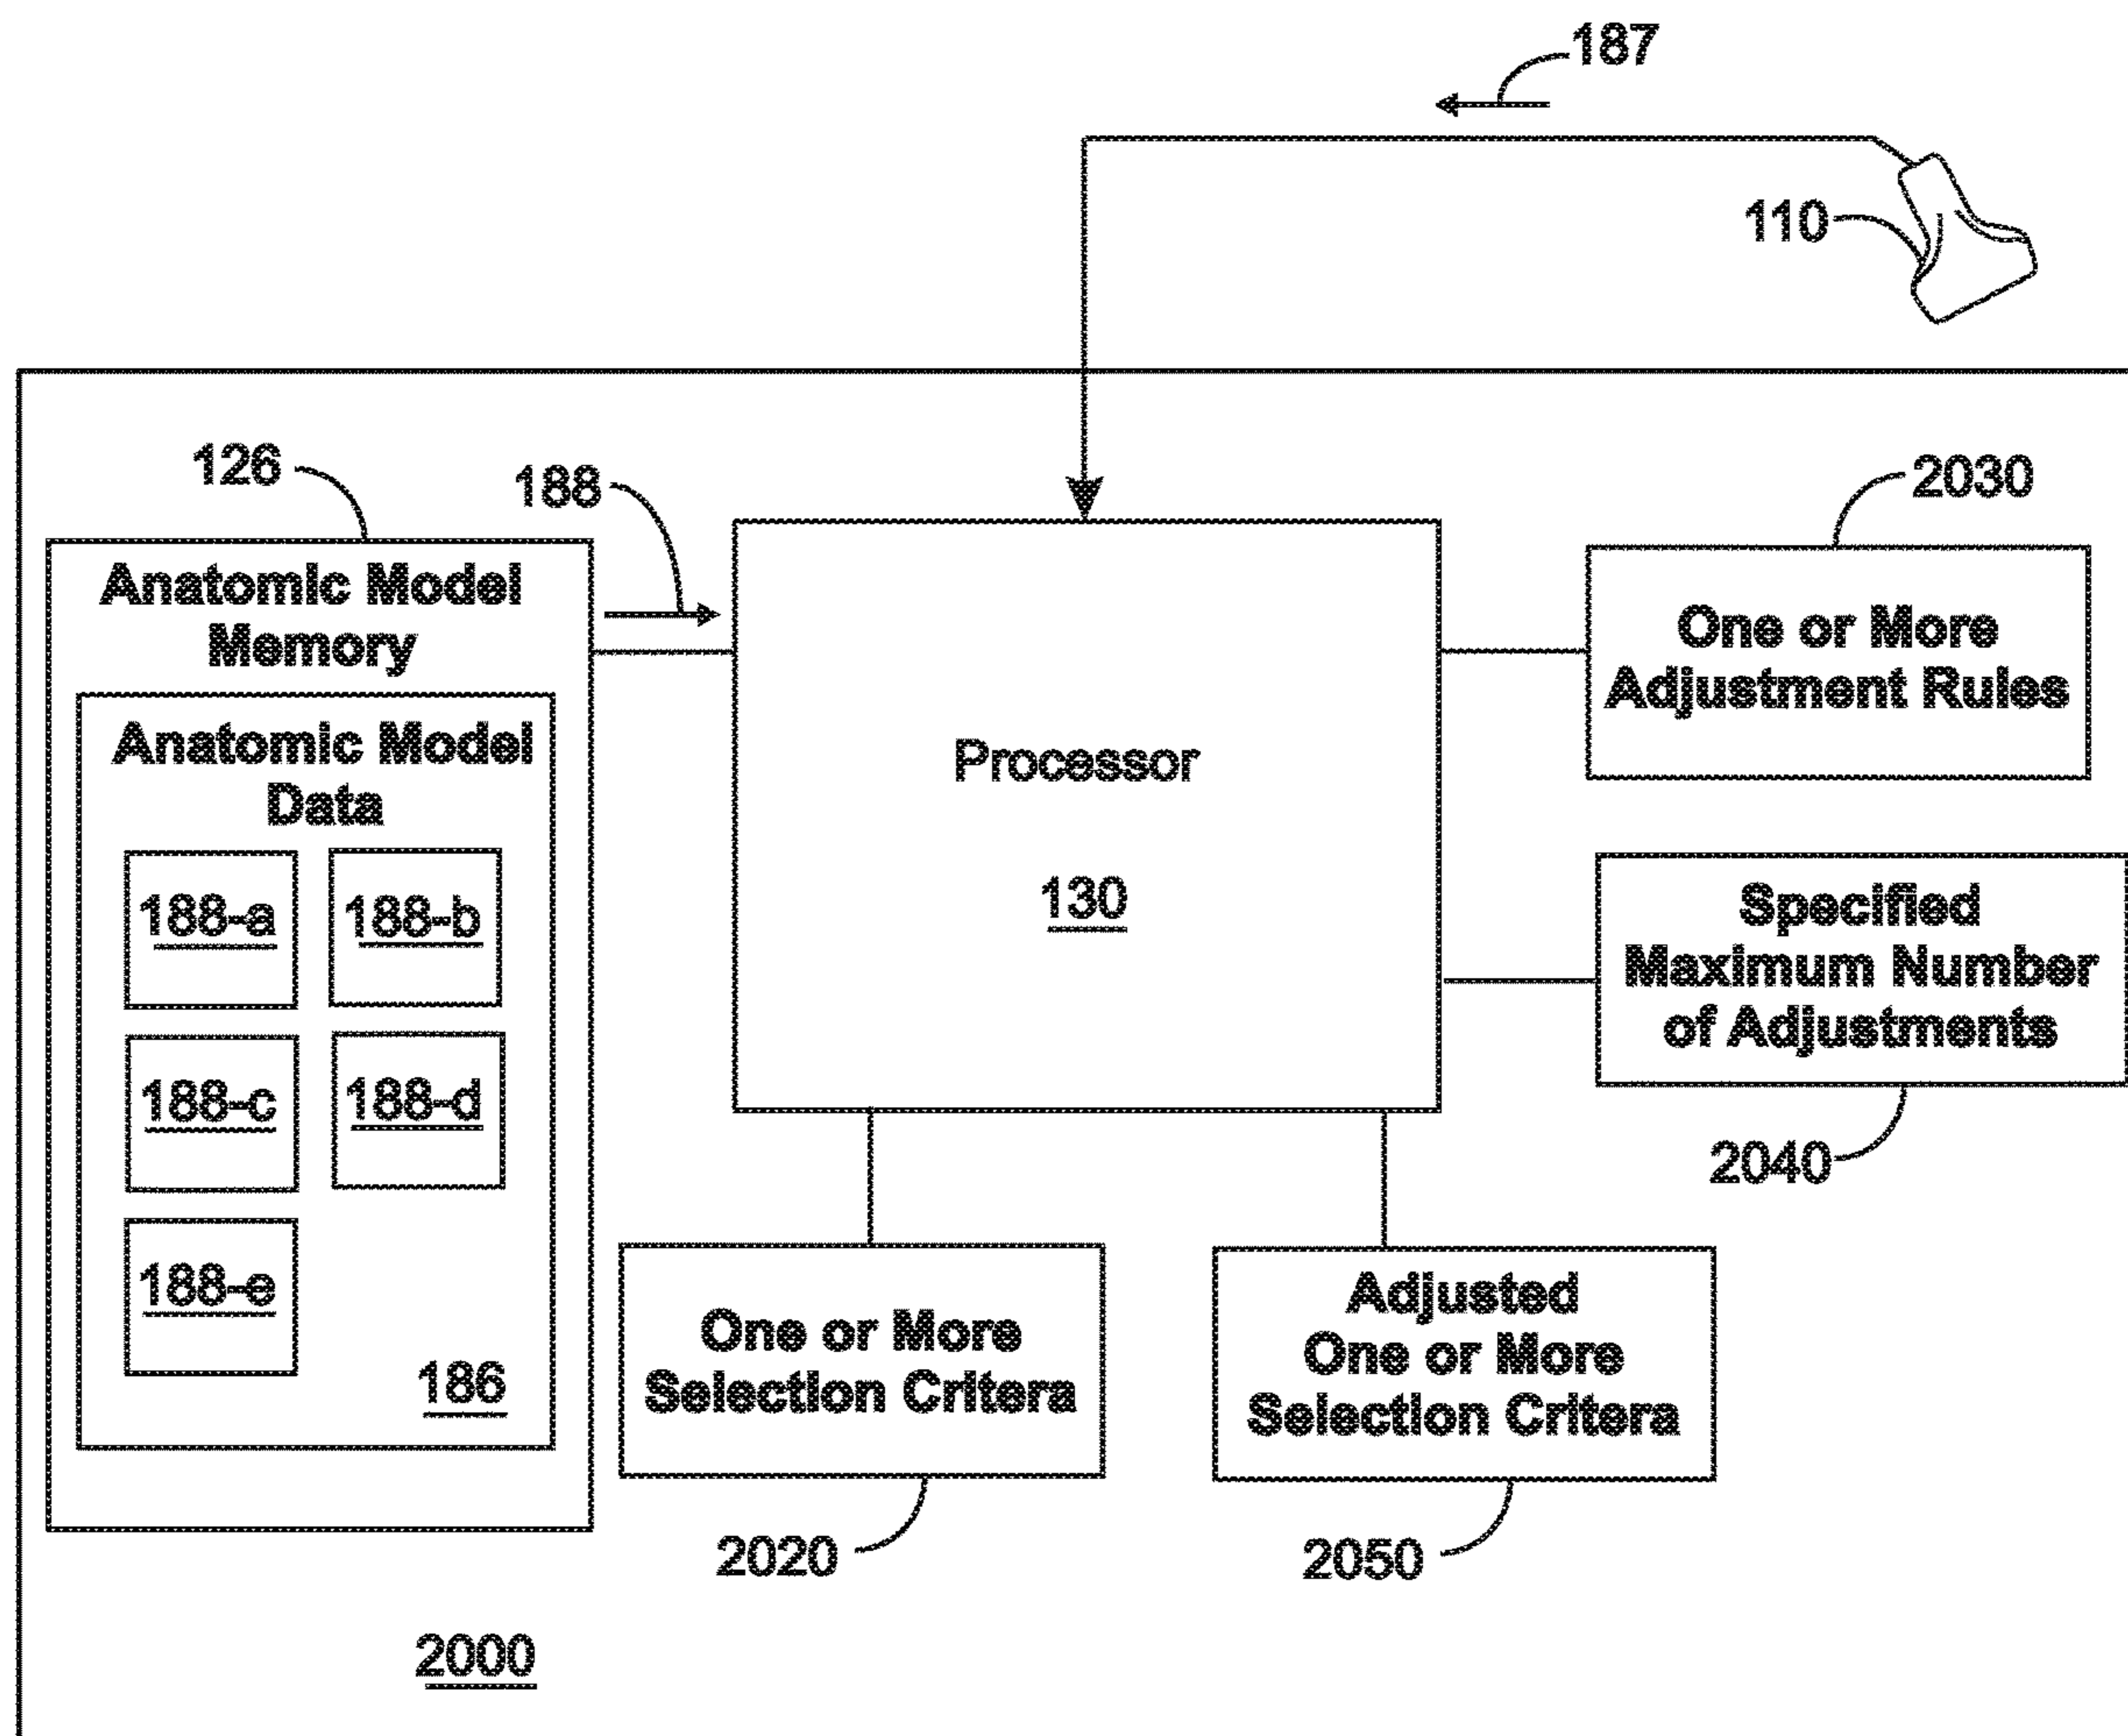 187
110
126
188
2030
Anatomic Model
Memory
Anatomic Model
Data
188-a
188-b
188-c
188-d
188-e
186
Processor
130
One or More
Adjustment Rules
Specified
Maximum Number
of Adjustments
2040
One or More
Selection Critera
2020
Adjusted
One or More
Selection Critera
2050
2000